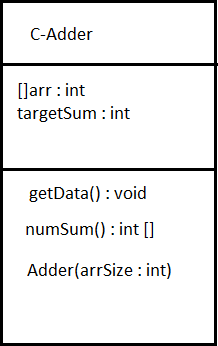 C-Adder
[]arr : int
targetSum : int
getData() : void
numSum() : int []
Adder(arrSize : int)